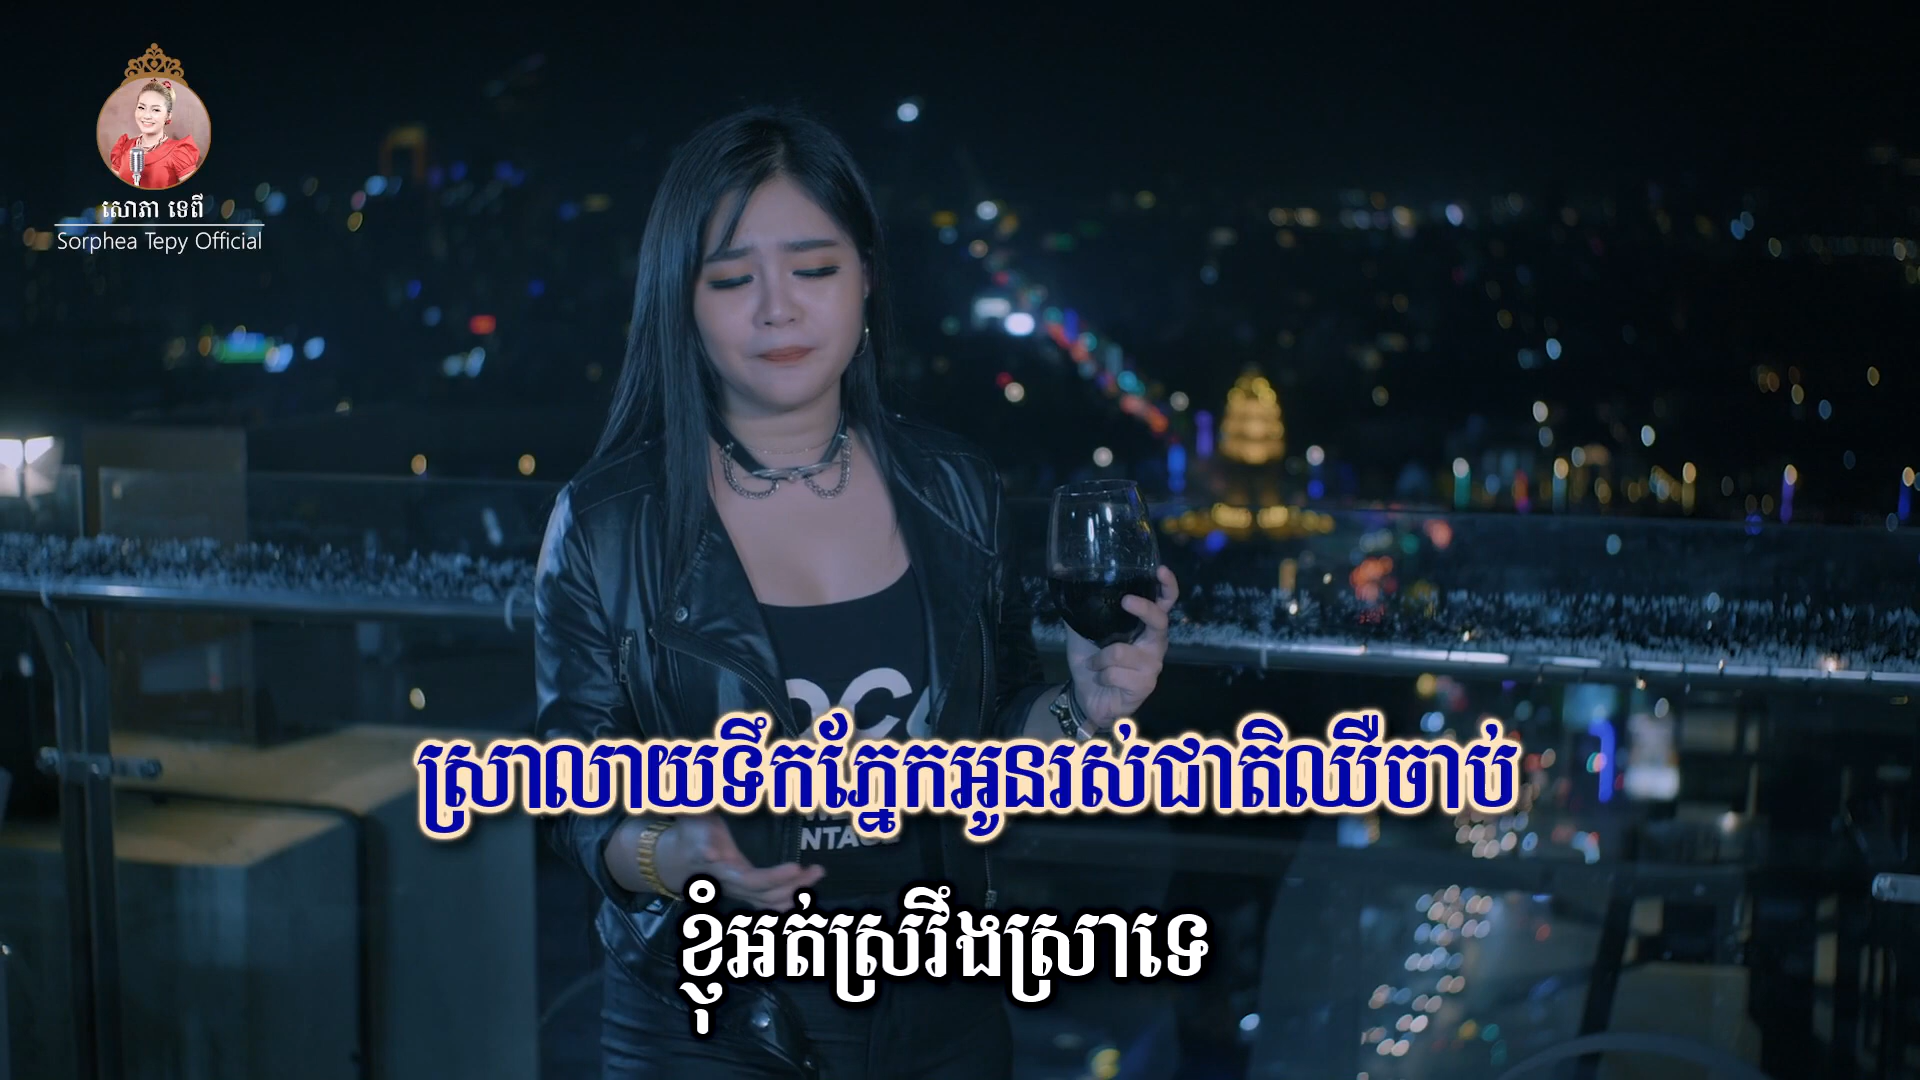 សោភា ទេពី
Sorphea Tepy Official
ស្រាលាយទឹកភ្នែកអូនរស់ជាតិឈឺចាប់
NTAGE
ខ្ញុំអត់ស្រវឹងស្រាទេ